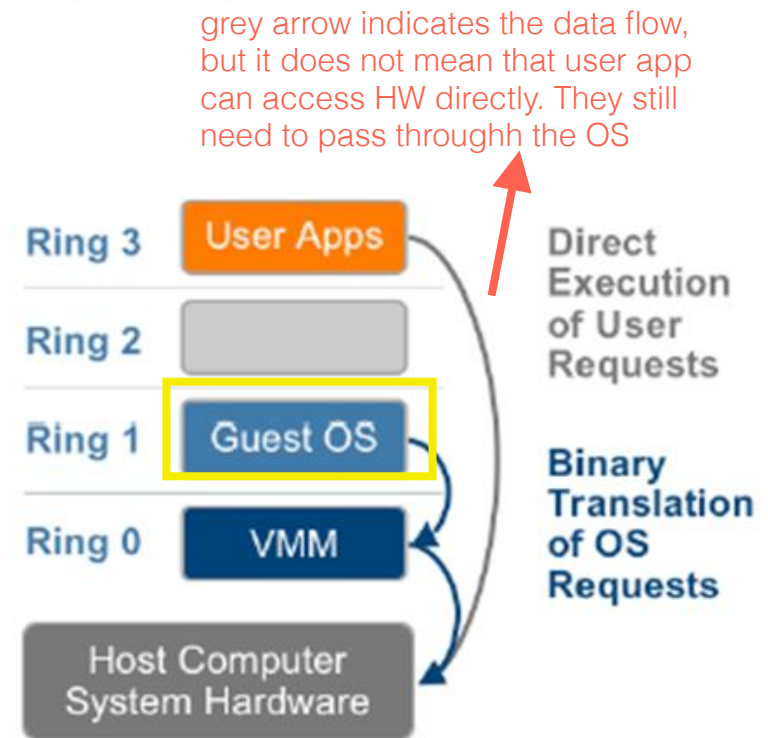 grey arrow indicates the data flow,
but it does not mean that user app
can access HW directly. They still
need to pass throughh the OS
Ring 3
User Apps
Direct
Execution
of User
Requests
Ring 2
Ring 1
Guest OS
Binary
Translation
of OS
Requests
Ring 0
VMM
Host Computer
System Hardware